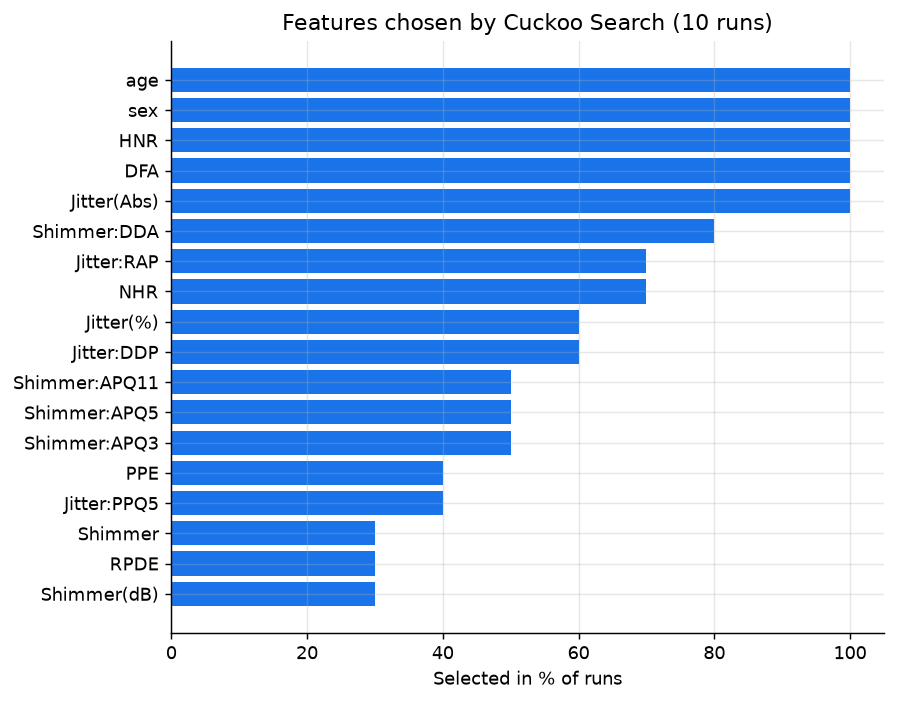 Features chosen by Cuckoo Search (10 runs)
age
sex
HNR
DFA
Jitter(Abs)
Shimmer:DDA
Jitter:RAP
NHR
Jitter(%)
Jitter:DDP
Shimmer:APQ11
Shimmer:APQ5
Shimmer:APQ3
PPE
Jitter:PPQ5
Shimmer
RPDE
Shimmer(dB)
0 20 40 60 80 100
Selected in % of runs